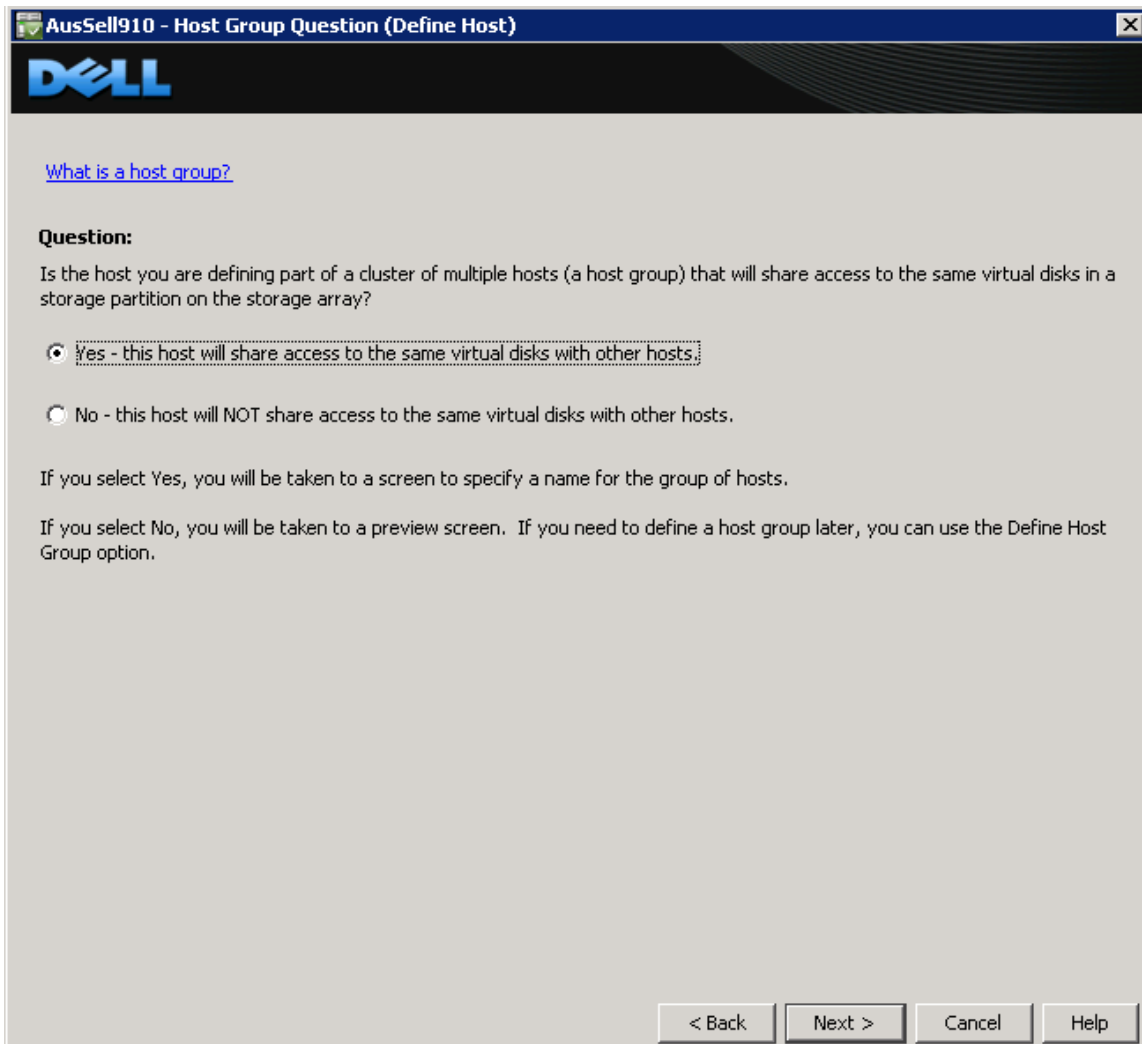 AusSell910 - Host Group Question (Define Host)
DELL
What is a host group?
Question:
Is the host you are defining part of a cluster of multiple hosts (a host group) that will share access to the same virtual disks in a
storage partition on the storage array?
Yes - this host will share access to the same virtual disks with other hosts.
No - this host will NOT share access to the same virtual disks with other hosts.
If you select Yes, you will be taken to a screen to specify a name for the group of hosts.
If you select No, you will be taken to a preview screen.  If you need to define a host group later, you can use the Define Host
Group option.
< Back Next > Cancel Help